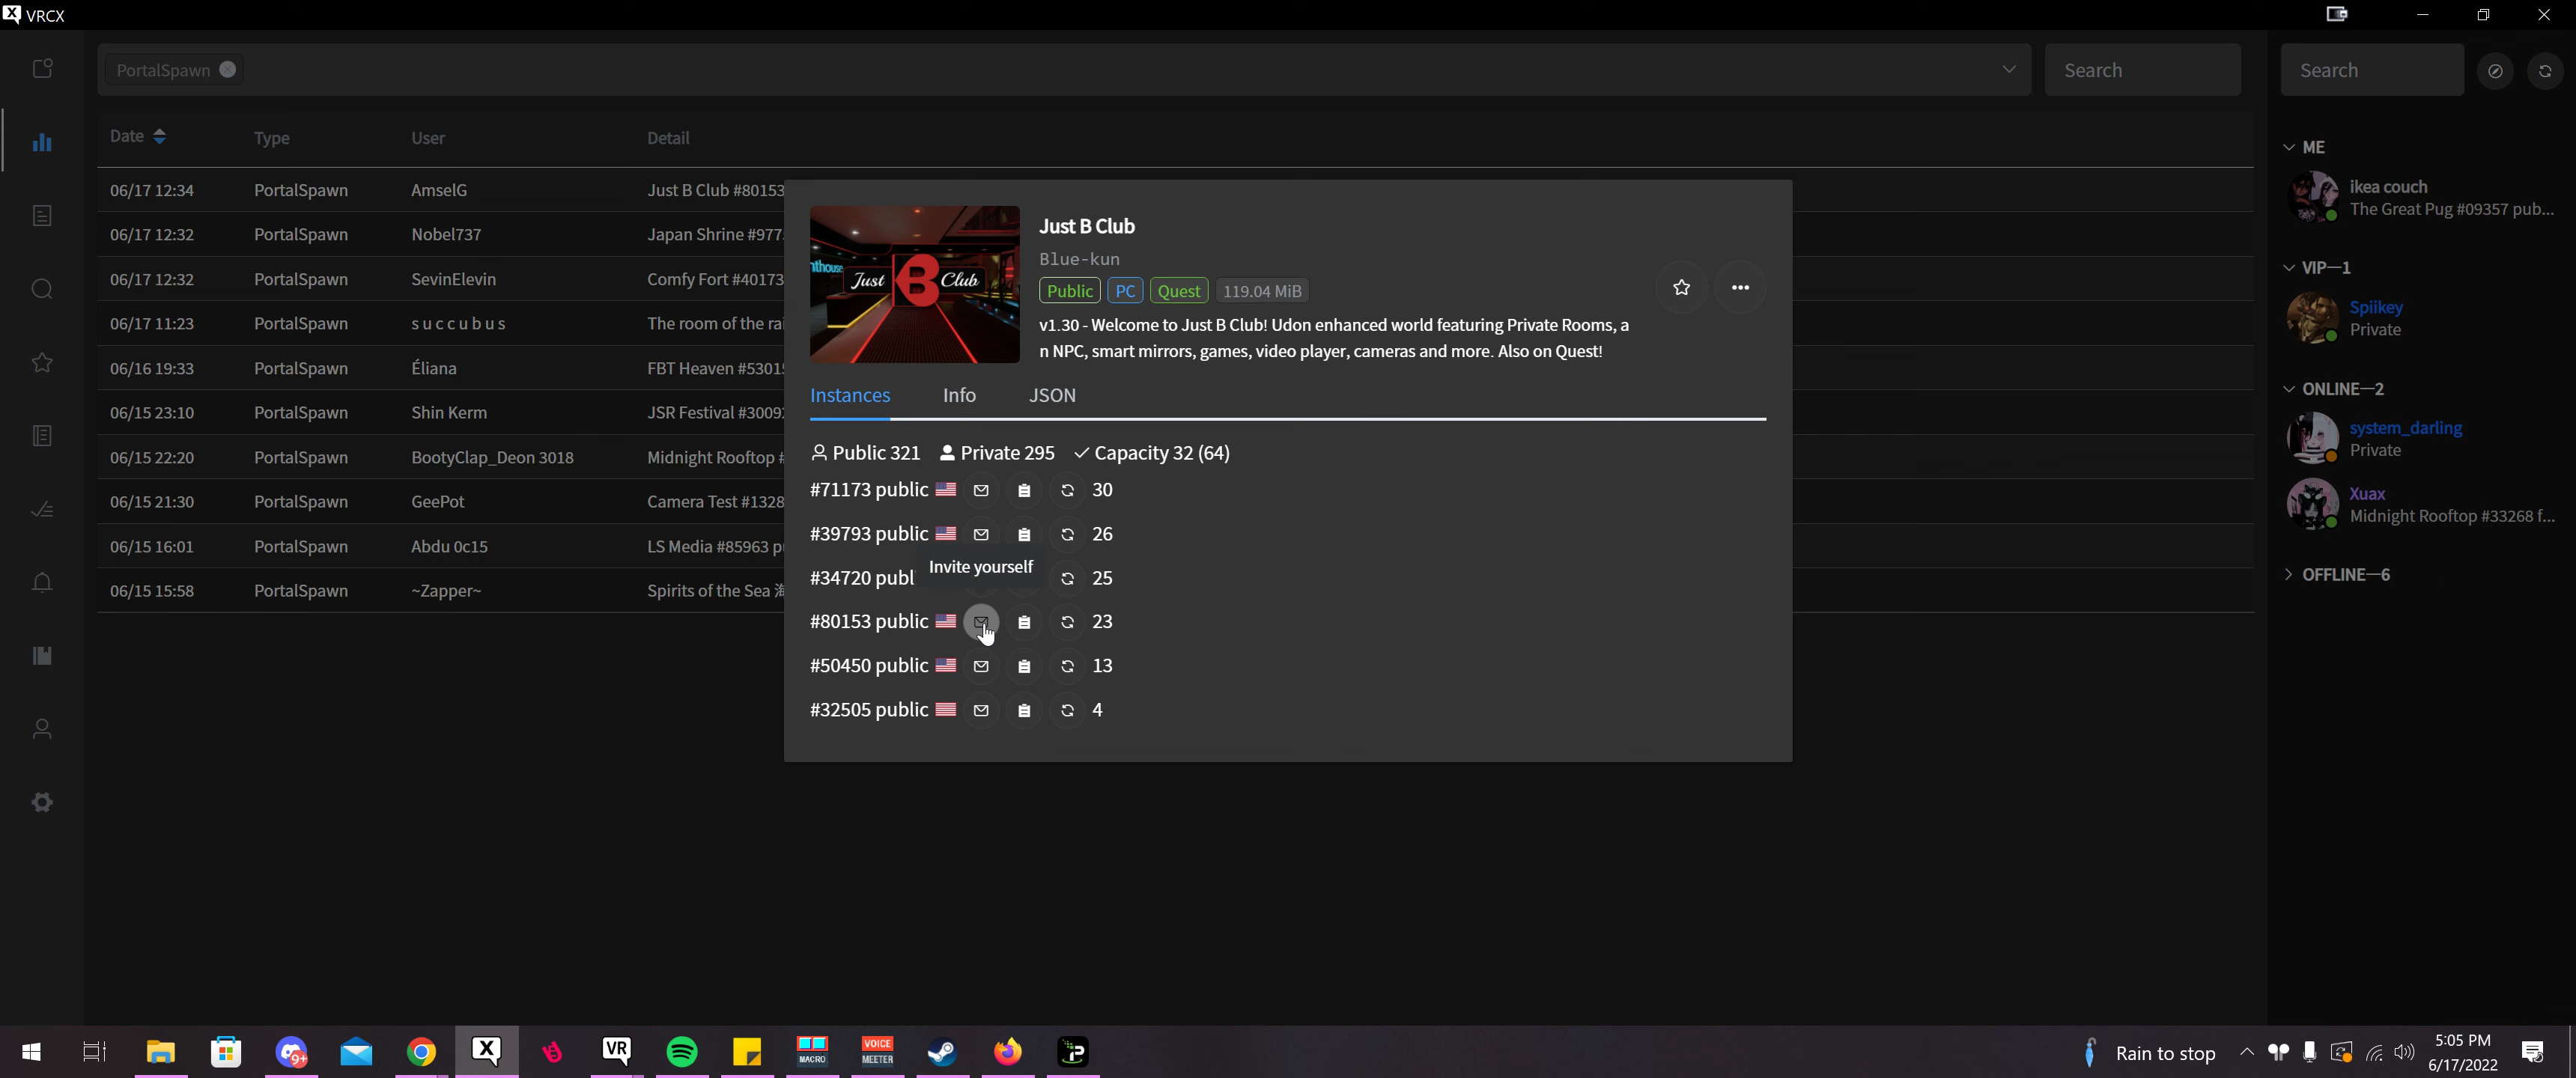 VRCX
PortalSpawn
Search
Search
Date Type User Detail
06/17 12:34 PortalSpawn AmselG Just B Club #80153
06/17 12:32 PortalSpawn Nobel737 Japan Shrine #977
06/17 12:32 PortalSpawn SevinElevin Comfy Fort #40173
06/17 11:23 PortalSpawn s u c c u b u s The room of the rai
06/16 19:33 PortalSpawn Éliana FBT Heaven #5301
06/15 23:10 PortalSpawn Shin Kerm JSR Festival #3009
06/15 22:20 PortalSpawn BootyClap_Deon 3018 Midnight Rooftop #
06/15 21:30 PortalSpawn GeePot Camera Test #1328
06/15 16:01 PortalSpawn Abdu 0c15 LS Media #85963 p
06/15 15:58 PortalSpawn ~Zapper~ Spirits of the Sea 海
Just B Club
Just B Club
Blue-kun
Public PC Quest 119.04 MiB
v1.30 - Welcome to Just B Club! Udon enhanced world featuring Private Rooms, a
n NPC, smart mirrors, games, video player, cameras and more. Also on Quest!
Instances Info JSON
Public 321 Private 295 Capacity 32 (64)
#71173 public 30
#39793 public 26
Invite yourself
#34720 publ 25
#80153 public 23
#50450 public 13
#32505 public 4
ME
ikea couch
The Great Pug #09357 pub...
VIP—1
Spiikey
Private
ONLINE—2
system_darling
Private
Xuax
Midnight Rooftop #33268 f...
OFFLINE—6
9+
X
VR
MACRO
VOICE
MEETER
Rain to stop
5:05 PM
6/17/2022